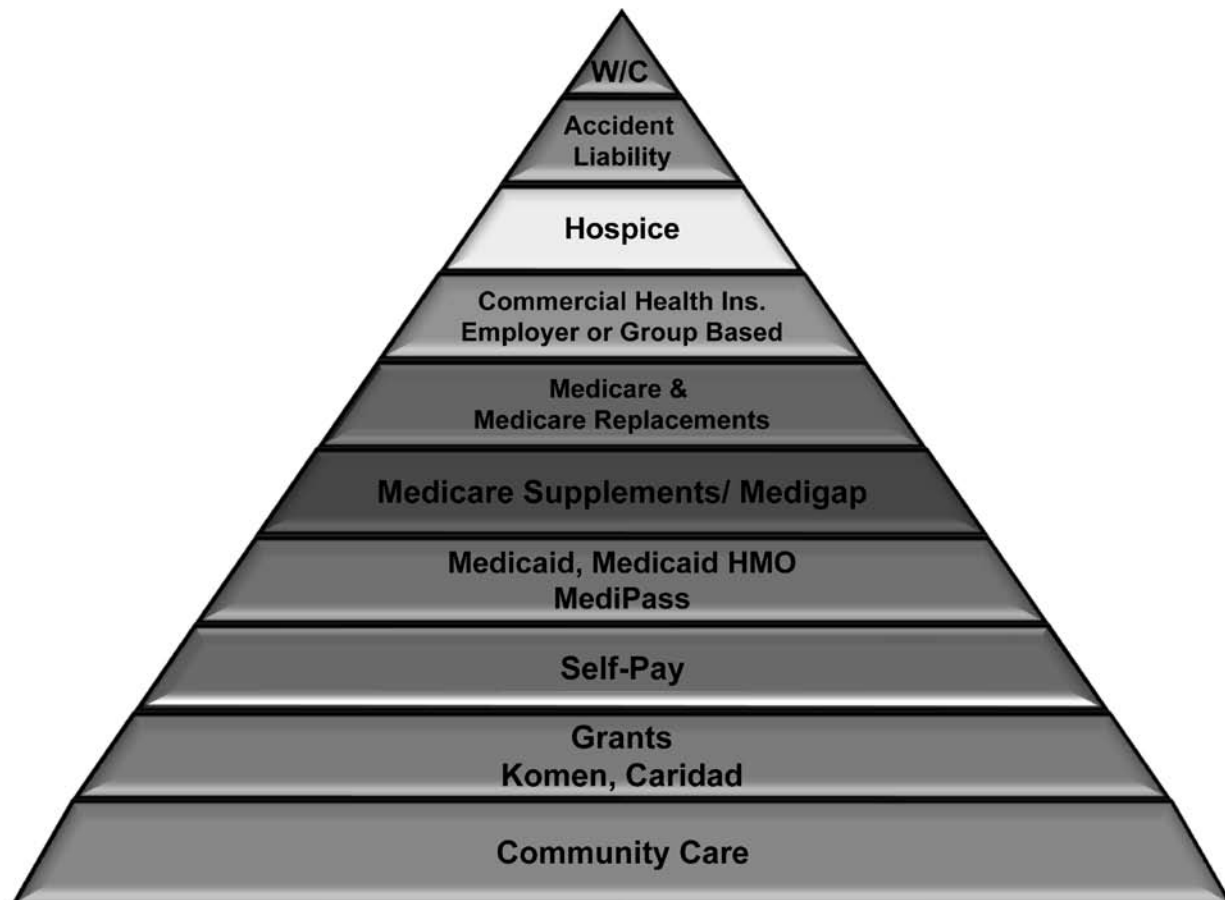 W/C
Accident
Liability
Hospice
Commercial Health Ins.
Employer or Group Based
Medicare &
Medicare Replacements
Medicare Supplements/ Medigap
Medicaid, Medicaid HMO
MediPass
Self-Pay
Grants
Komen, Caridad
Community Care